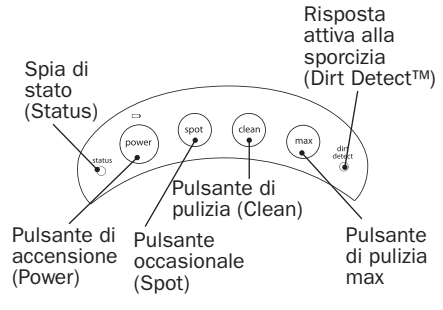 Risposta
attiva alla
sporcizia
(Dirt Detect™)
Spia di
stato
(Status)
status
power
spot
clean
max
dirt
detect
Pulsante di
pulizia (Clean)
Pulsante di
accensione
(Power)
Pulsante
occasionale
(Spot)
Pulsante
di pulizia
max